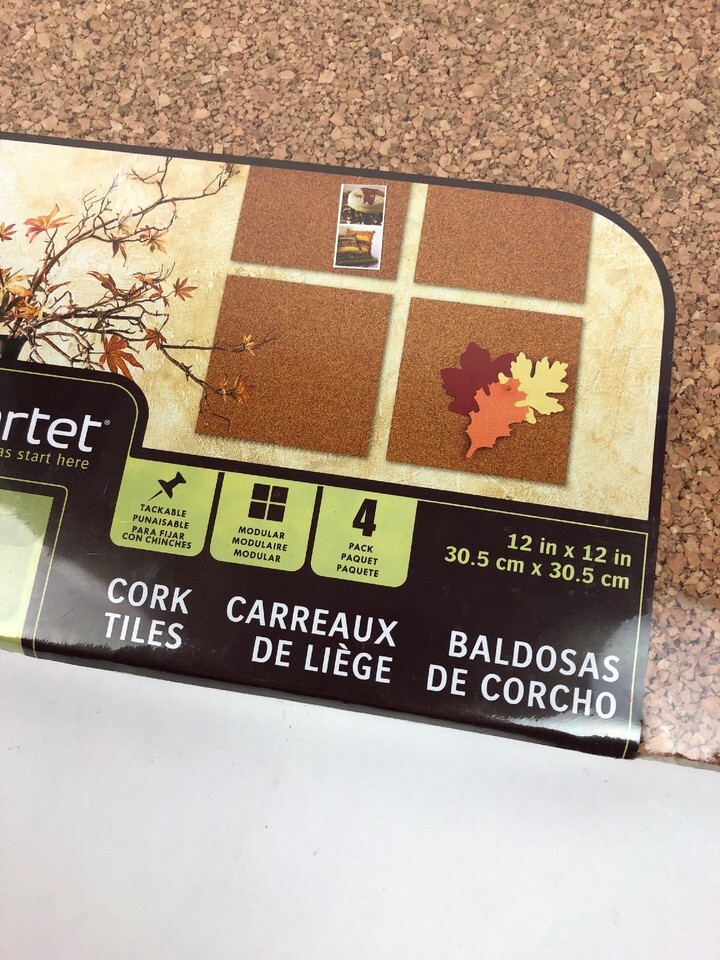 rtet®
as start here
TACKABLE
PUNAISABLE
PARA FIJAR
CON CHINCHES
MODULAR
MODULAIRE
MODULAR
4
PACK
PAQUET
PAQUETE
12 in x 12 in
30.5 cm x 30.5 cm
CORK
TILES
CARREAUX
DE LIÈGE
BALDOSAS
DE CORCHO